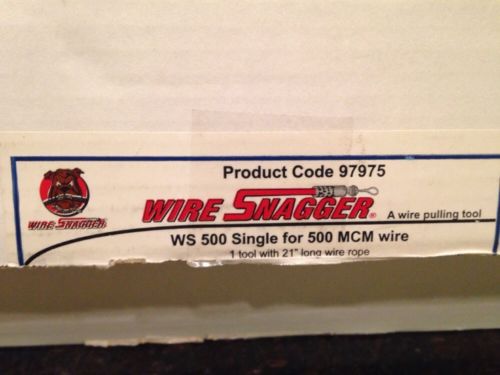 Product Code 97975
WIRE SNAGGER
WIRE SNAGGER®
A wire pulling tool
WS 500 Single for 500 MCM wire
1 tool with 21" long wire rope